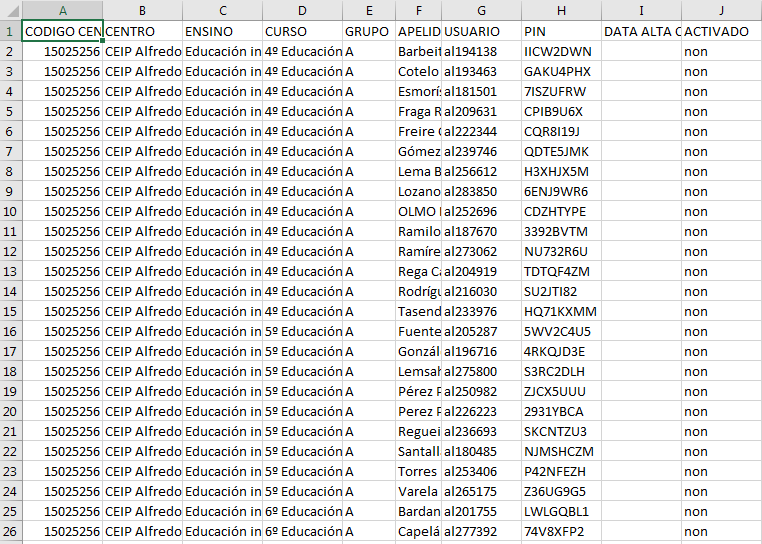 A B C D E F G H I J
1 CODIGO CEN CENTRO ENSINO CURSO GRUPO APELID USUARIO PIN DATA ALTA C ACTIVADO
2 15025256 CEIP Alfredo Educación in 4º Educación A Barbeit al194138 IICW2DWN non
3 15025256 CEIP Alfredo Educación in 4º Educación A Cotelo al193463 GAKU4PHX non
4 15025256 CEIP Alfredo Educación in 4º Educación A Esmorís al181501 7ISZUFRW non
5 15025256 CEIP Alfredo Educación in 4º Educación A Fraga R al209631 CPIB9U6X non
6 15025256 CEIP Alfredo Educación in 4º Educación A Freire C al222344 CQR8I19J non
7 15025256 CEIP Alfredo Educación in 4º Educación A Gómez al239746 QDTE5JMK non
8 15025256 CEIP Alfredo Educación in 4º Educación A Lema B al256612 H3XHJX5M non
9 15025256 CEIP Alfredo Educación in 4º Educación A Lozano al283850 6ENJ9WR6 non
10 15025256 CEIP Alfredo Educación in 4º Educación A OLMO al252696 CDZHTYPE non
11 15025256 CEIP Alfredo Educación in 4º Educación A Ramilo al187670 3392BVTM non
12 15025256 CEIP Alfredo Educación in 4º Educación A Ramíre al273062 NU732R6U non
13 15025256 CEIP Alfredo Educación in 4º Educación A Rega Ca al204919 TDTQF4ZM non
14 15025256 CEIP Alfredo Educación in 4º Educación A Rodrígu al216030 SU2JTI82 non
15 15025256 CEIP Alfredo Educación in 4º Educación A Tasend al233976 HQ71KXMM non
16 15025256 CEIP Alfredo Educación in 5º Educación A Fuente al205287 5WV2C4U5 non
17 15025256 CEIP Alfredo Educación in 5º Educación A Gonzál al196716 4RKQJD3E non
18 15025256 CEIP Alfredo Educación in 5º Educación A Lemsah al275800 S3RC2DLH non
19 15025256 CEIP Alfredo Educación in 5º Educación A Pérez P al250982 ZJCX5UUU non
20 15025256 CEIP Alfredo Educación in 5º Educación A Perez P al226223 2931YBCA non
21 15025256 CEIP Alfredo Educación in 5º Educación A Reguei al236693 SKCNTZU3 non
22 15025256 CEIP Alfredo Educación in 5º Educación A Santall al180485 NJMSHCZM non
23 15025256 CEIP Alfredo Educación in 5º Educación A Torres al253406 P42NFEZH non
24 15025256 CEIP Alfredo Educación in 5º Educación A Varela al265175 Z36UG9G5 non
25 15025256 CEIP Alfredo Educación in 6º Educación A Bardan al201755 LWLGQBL1 non
26 15025256 CEIP Alfredo Educación in 6º Educación A Capelá al277392 74V8XFP2 non